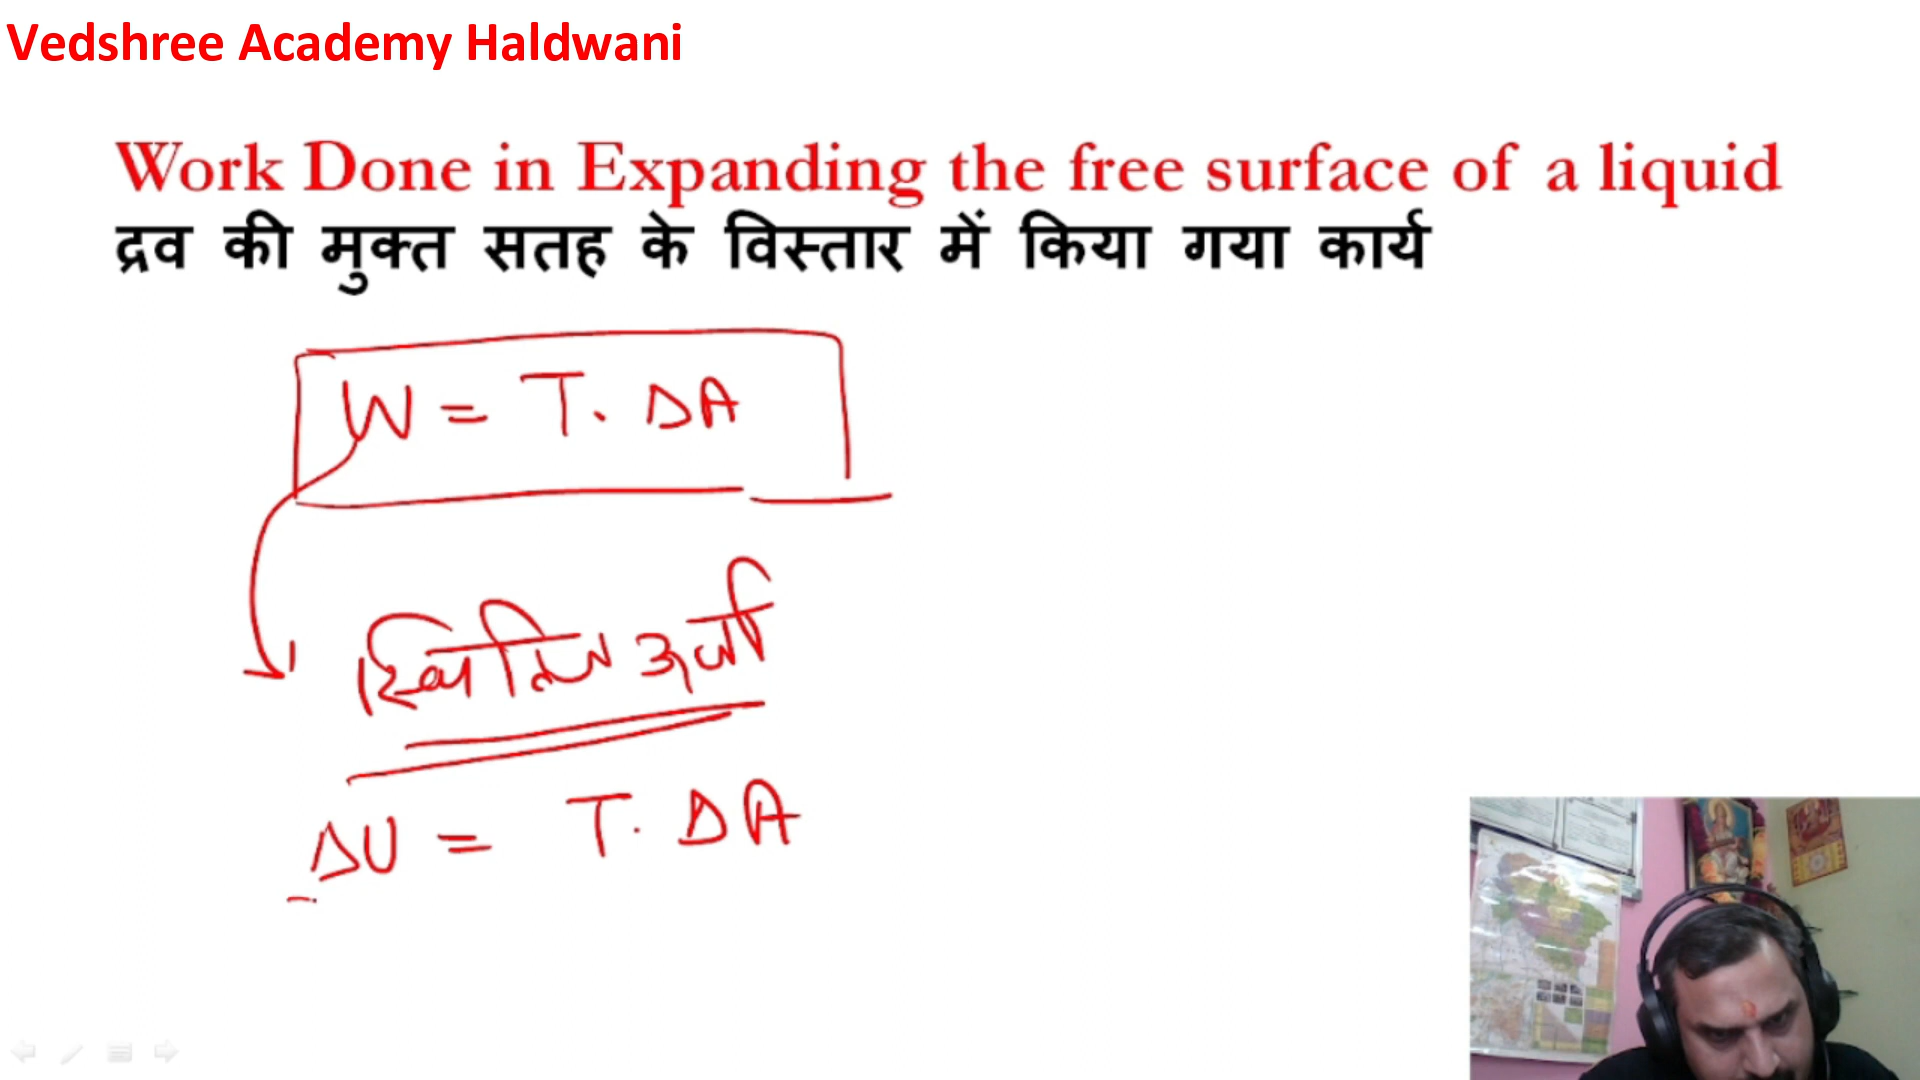 Vedshree Academy Haldwani
Work Done in Expanding the free surface of a liquid
द्रव की मुक्त सतह के विस्तार में किया गया कार्य
W = T. ΔA
स्थितिज ऊर्जा
ΔU = T. ΔA